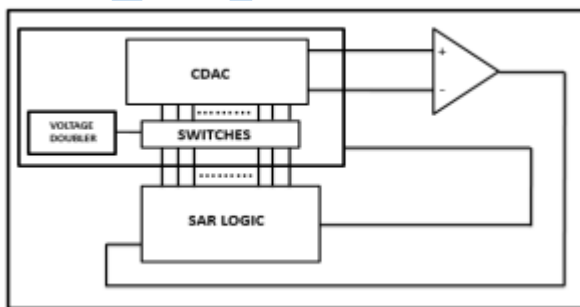 CDAC
+
-
VOLTAGE
DOUBLER
SWITCHES
SAR LOGIC